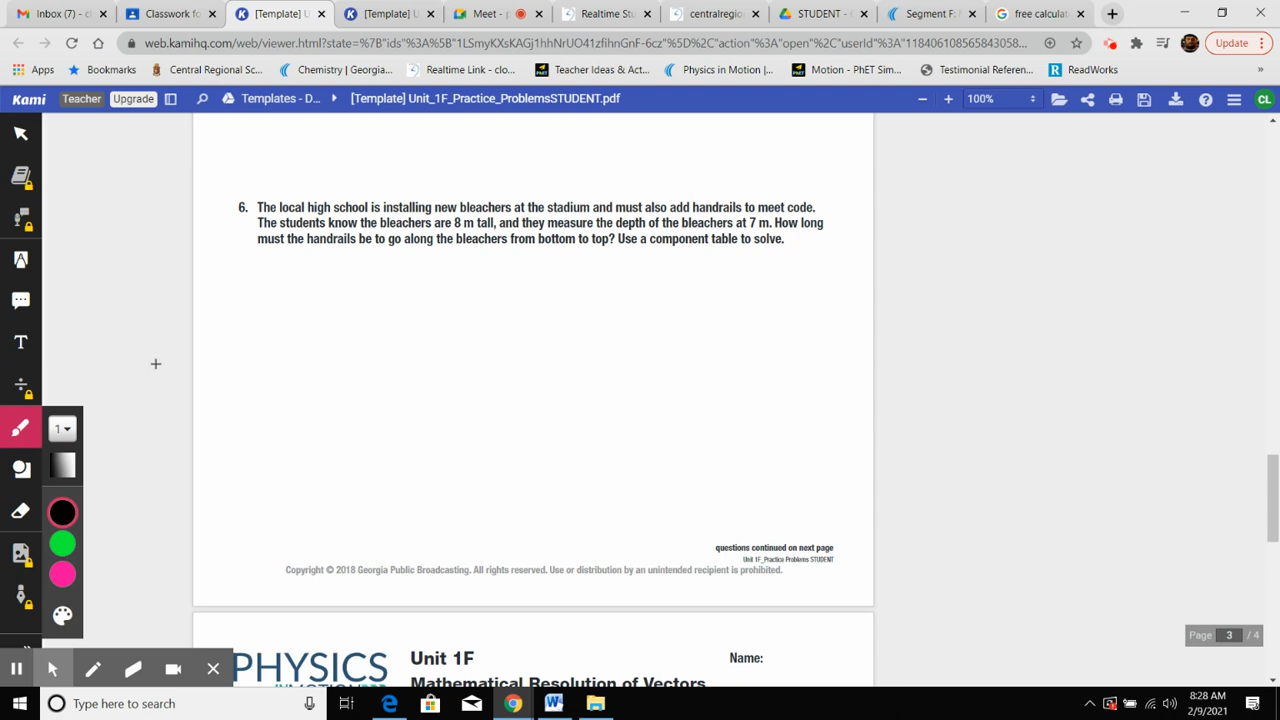 Inbox (7) - cl
Classroom fo
[Template] U
[Template] Ur
Meet -
Realtime Stu
centralregio
STUDENT - G
Segment F: M
free calculat
web.kamihq.com/web/viewer.html?state=%7B"ids"%3A%5B"1LSmyKXsKAGj1hhNrUO41zfihnGnF-6cz"%5D%2C"action"%3A"open"%2C"userId"%3A"118406108565843058...
Update
Apps
Bookmarks
Central Regional Sc...
Chemistry | Georgia...
Realtime Link - clo...
Teacher Ideas & Act...
Physics in Motion |...
Motion - PhET Sim...
Testimonial Referen...
ReadWorks
»
Kami
Teacher
Upgrade
Templates - D...
[Template] Unit_1F_Practice_ProblemsSTUDENT.pdf
100%
CL
6. The local high school is installing new bleachers at the stadium and must also add handrails to meet code.
The students know the bleachers are 8 m tall, and they measure the depth of the bleachers at 7 m. How long
must the handrails be to go along the bleachers from bottom to top? Use a component table to solve.
1
questions continued on next page
Unit 1F_Practice Problems STUDENT
Copyright © 2018 Georgia Public Broadcasting. All rights reserved. Use or distribution by an unintended recipient is prohibited.
Page 3 / 4
PHYSICS
Unit 1F
Name:
Mathematical Resolution of Vectors
Type here to search
8:28 AM
2/9/2021